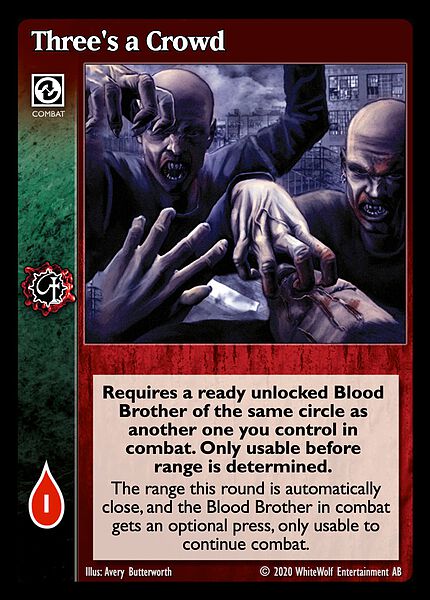 Three's a Crowd
COMBAT
Requires a ready unlocked Blood
Brother of the same circle as
another one you control in
combat. Only usable before
range is determined.
The range this round is automatically
close, and the Blood Brother in combat
gets an optional press, only usable to
continue combat.
1
Illus: Avery Butterworth
© 2020 WhiteWolf Entertainment AB